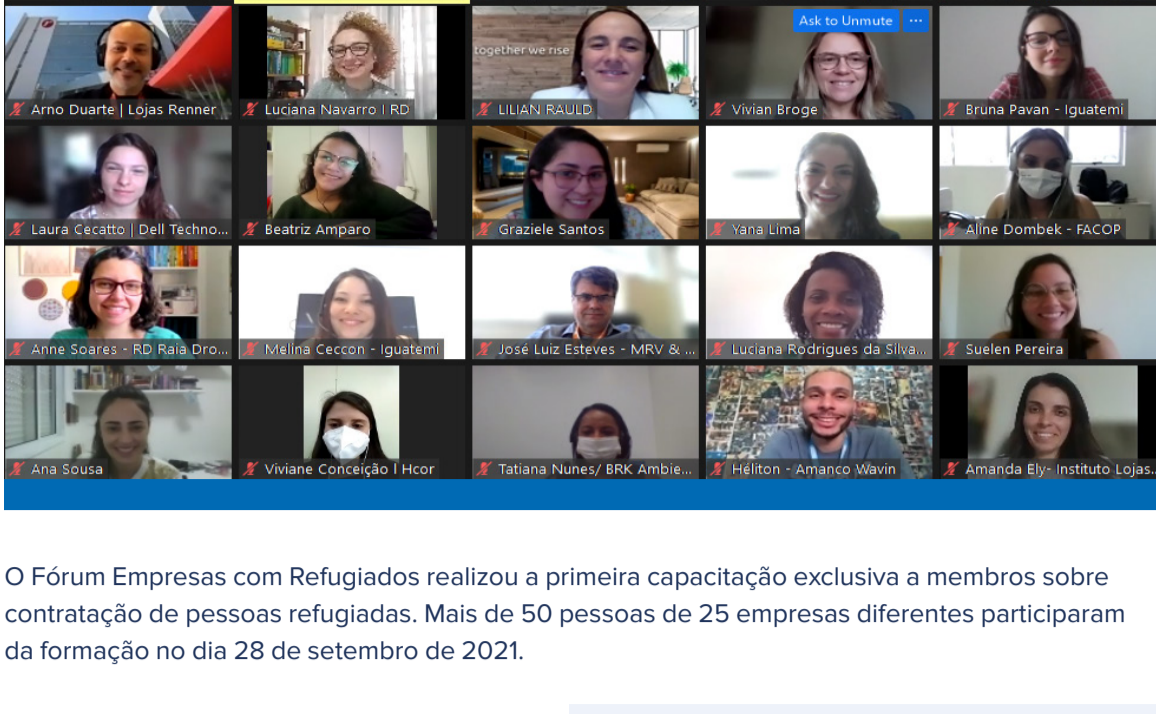 Ask to Unmute ...
together we rise
Arno Duarte | Lojas Renner
Luciana Navarro I RD
LILIAN RAULD
Vivian Broge
Bruna Pavan - Iguatemi
Laura Cecatto | Dell Techno...
Beatriz Amparo
Graziele Santos
Yana Lima
Aline Dombek - FACOP
Anne Soares - RD Raia Dro...
Melina Ceccon - Iguatemi
José Luiz Esteves - MRV & ...
Luciana Rodrigues da Silva...
Suelen Pereira
Ana Sousa
Viviane Conceição l Hcor
Tatiana Nunes/ BRK Ambie...
Héliton - Amanco Wavin
Amanda Ely- Instituto Lojas...
O Fórum Empresas com Refugiados realizou a primeira capacitação exclusiva a membros sobre
contratação de pessoas refugiadas. Mais de 50 pessoas de 25 empresas diferentes participaram
da formação no dia 28 de setembro de 2021.